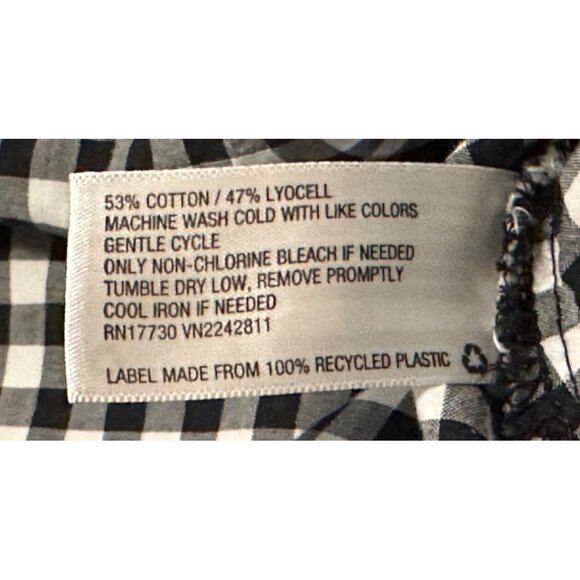 53% COTTON / 47% LYOCELL
MACHINE WASH COLD WITH LIKE COLORS
GENTLE CYCLE
ONLY NON-CHLORINE BLEACH IF NEEDED
TUMBLE DRY LOW, REMOVE PROMPTLY
COOL IRON IF NEEDED
RN17730 VN2242811
LABEL MADE FROM 100% RECYCLED PLASTIC